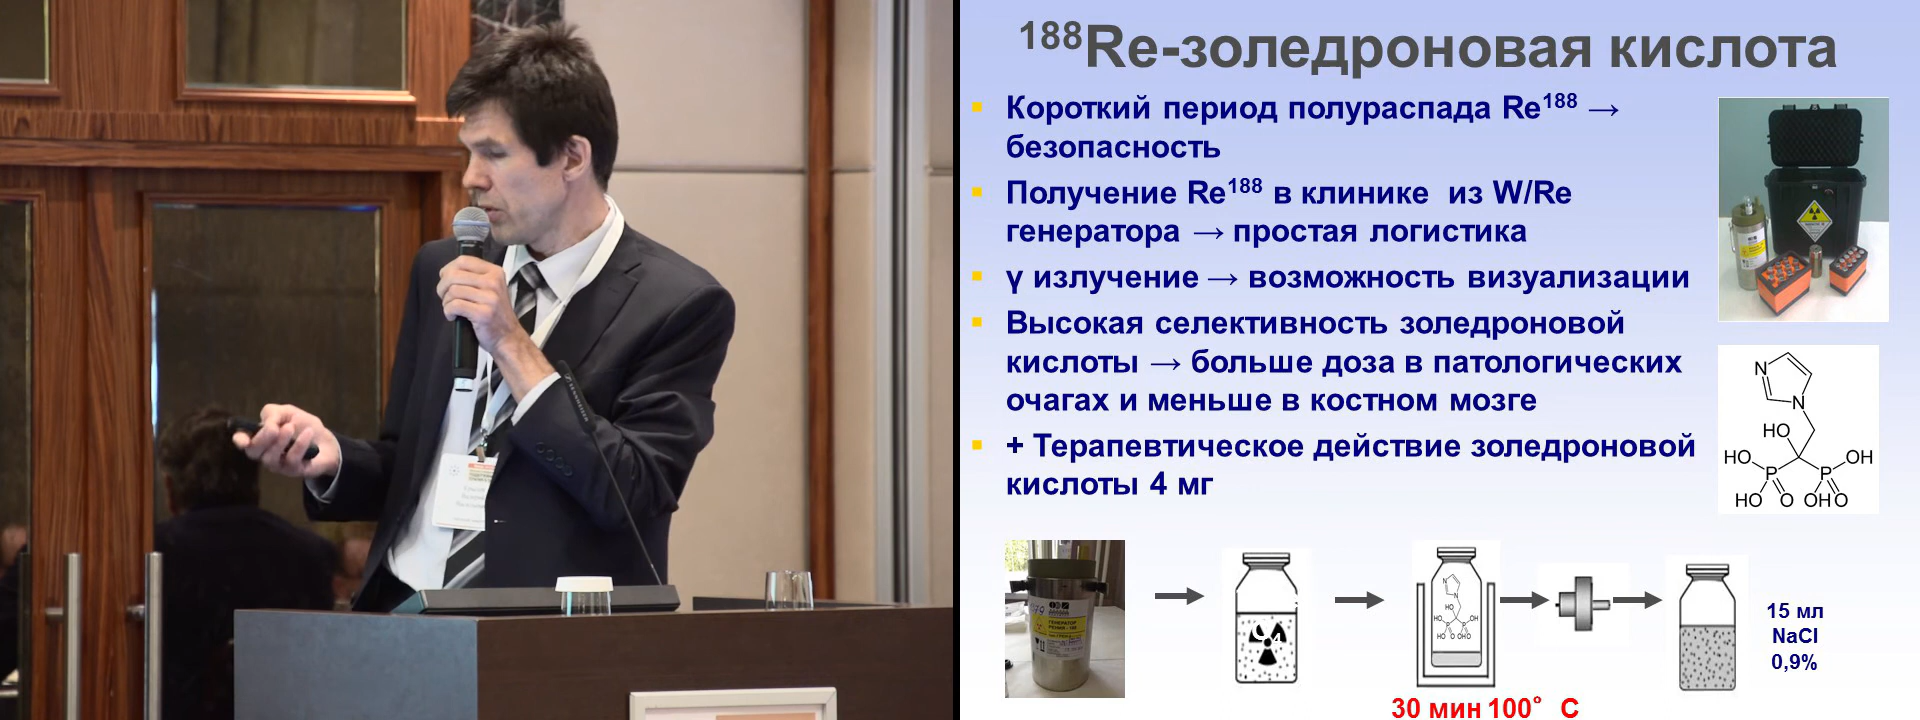 ¹⁸⁸Re-золедроновая кислота
Короткий период полураспада Re¹⁸⁸ →
безопасность
Получение Re¹⁸⁸ в клинике из W/Re
генератора → простая логистика
γ излучение → возможность визуализации
Высокая селективность золедроновой
кислоты → больше доза в патологических
очагах и меньше в костном мозге
+ Терапевтическое действие золедроновой
кислоты 4 мг
N
N
HO
HO
OH
P
P
HO
O
OH
O
ГЕНЕРАТОР
15 мл
NaCl
0,9%
30 мин 100° C